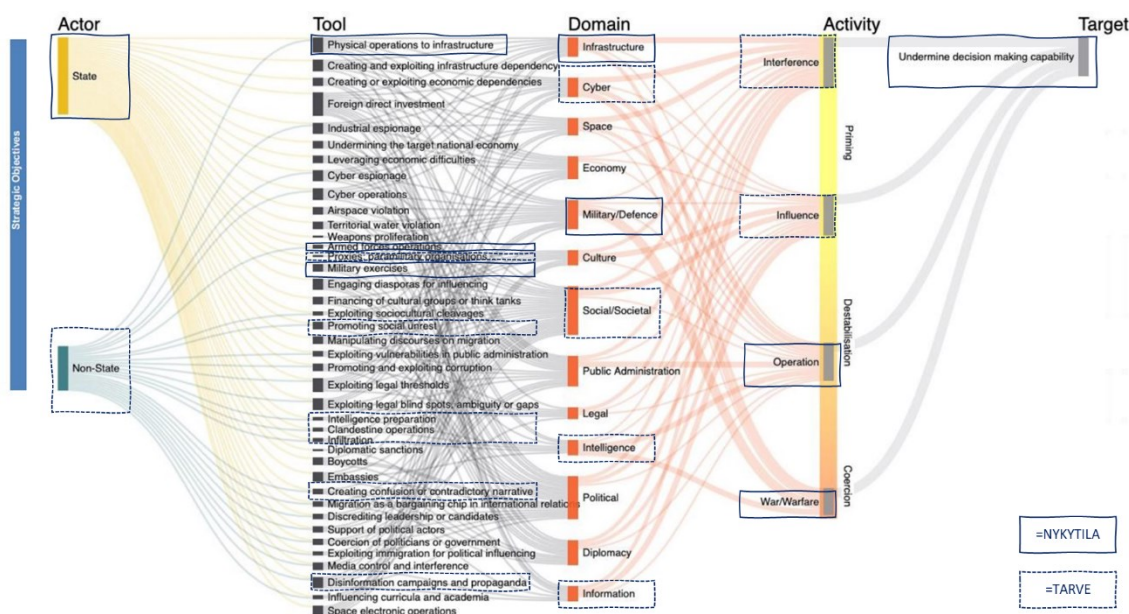 Actor
Tool
Domain
Activity
Target
Strategic Objectives
State
Non-State
Physical operations to infrastructure
Creating and exploiting infrastructure dependency
Creating or exploiting economic dependencies
Foreign direct investment
Industrial espionage
Undermining the target national economy
Leveraging economic difficulties
Cyber espionage
Cyber operations
Airspace violation
Territorial water violation
Weapons proliferation
Armed forces operations
Proxies: paramilitary organisations
Military exercises
Engaging diasporas for influencing
Financing of cultural groups or think tanks
Exploiting sociocultural cleavages
Promoting social unrest
Manipulating discourses on migration
Exploiting vulnerabilities in public administration
Promoting and exploiting corruption
Exploiting legal thresholds
Exploiting legal blind spots, ambiguity or gaps
Intelligence preparation
Clandestine operations
Infiltration
Diplomatic sanctions
Boycotts
Embassies
Creating confusion or contradictory narrative
Migration as a bargaining chip in international relations
Discrediting leadership or candidates
Support of political actors
Coercion of politicians or government
Exploiting immigration for political influencing
Media control and interference
Disinformation campaigns and propaganda
Influencing curricula and academia
Space electronic operations
Infrastructure
Cyber
Space
Economy
Military/Defence
Culture
Social/Societal
Public Administration
Legal
Intelligence
Political
Diplomacy
Information
Interference
Influence
Operation
War/Warfare
Priming
Destabilisation
Coercion
Undermine decision making capability
=NYKYTILA
=TARVE